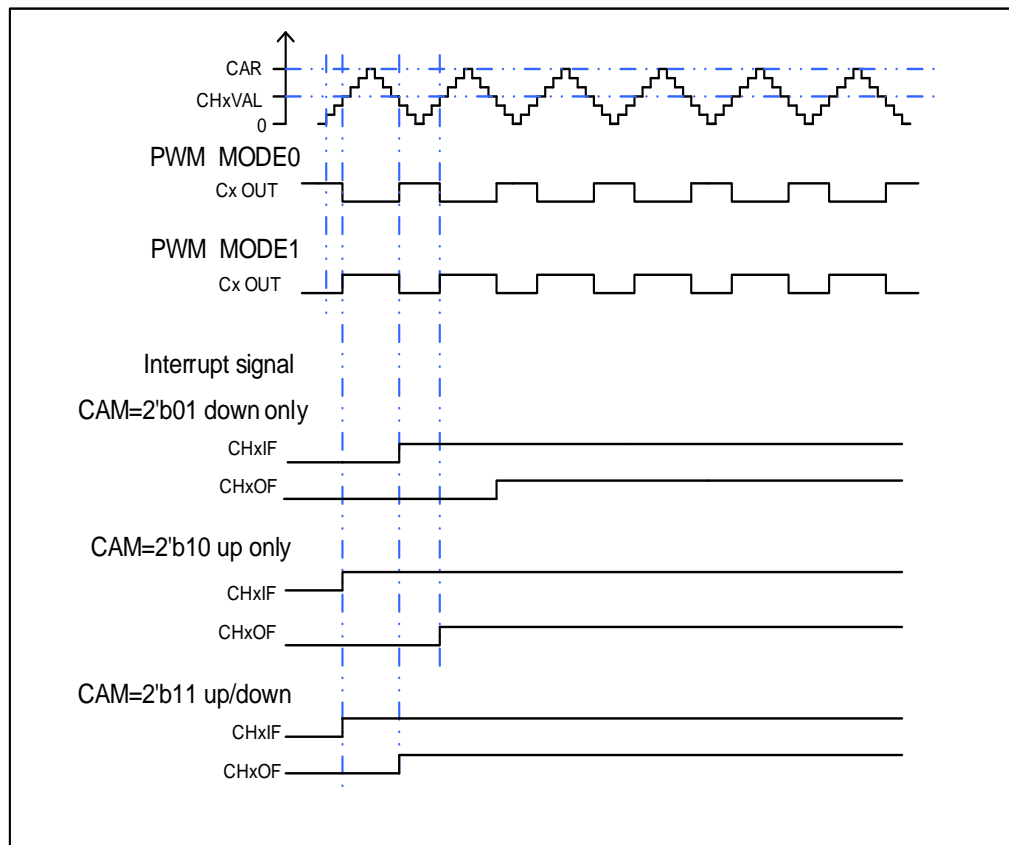 CAR
CHxVAL
0
PWM MODE0
Cx OUT
PWM MODE1
Cx OUT
Interrupt signal
CAM=2'b01 down only
CHxIF
CHxOF
CAM=2'b10 up only
CHxIF
CHxOF
CAM=2'b11 up/down
CHxIF
CHxOF